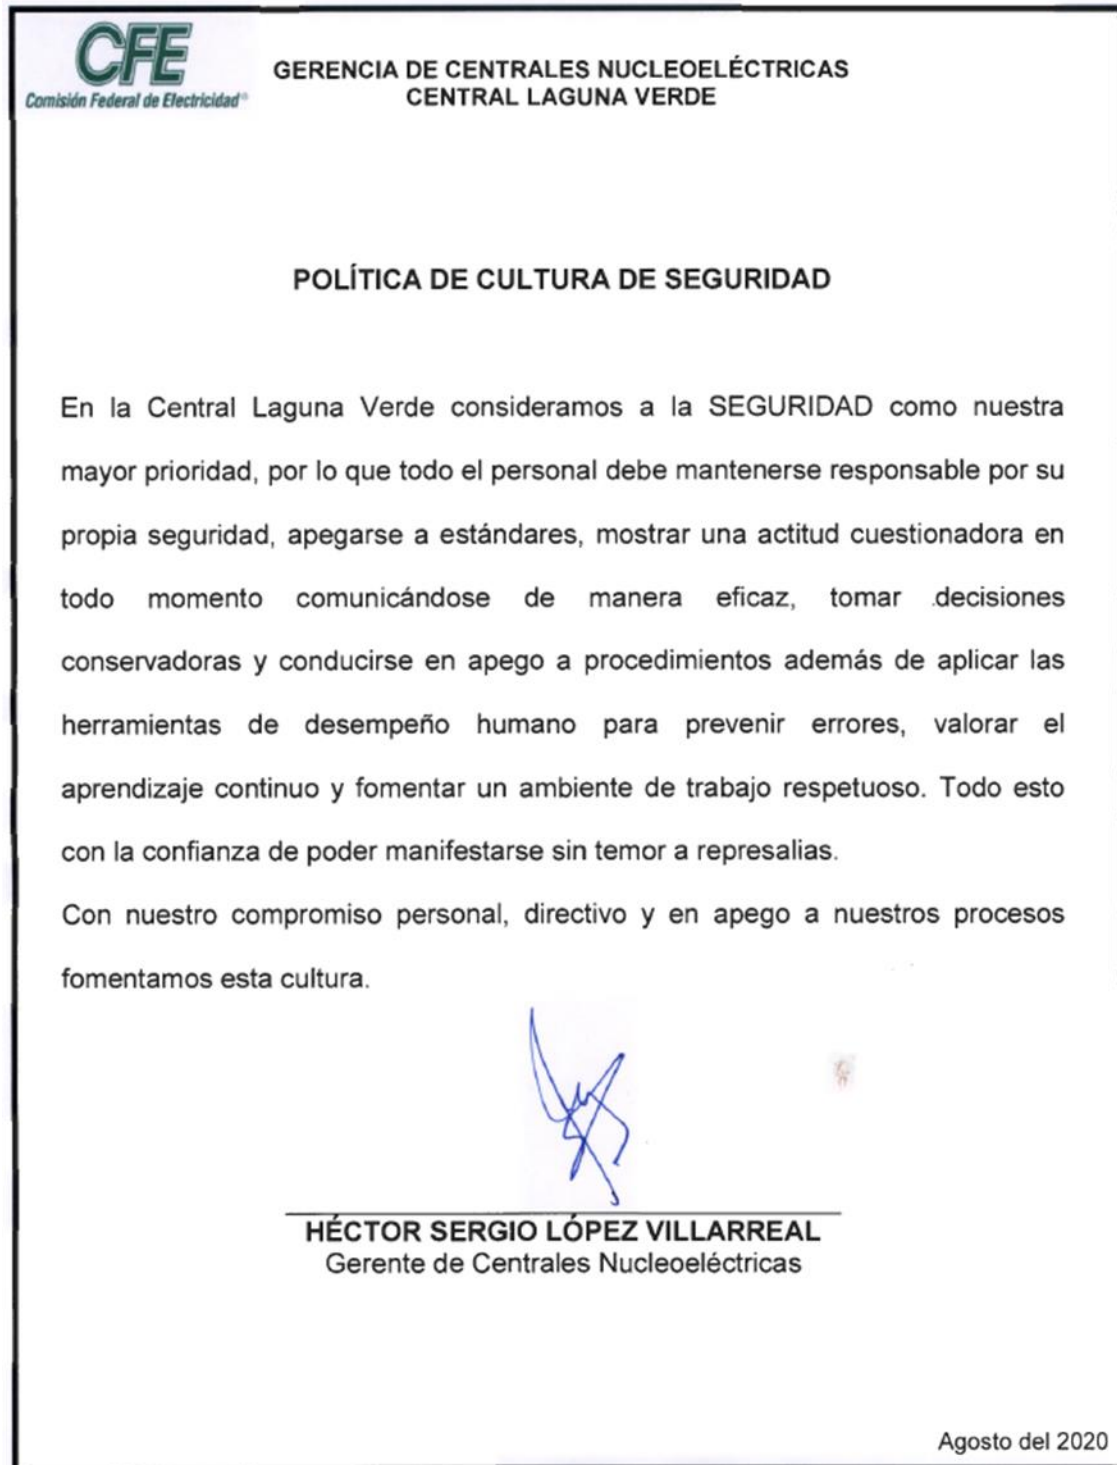 CFE
Comisión Federal de Electricidad®
GERENCIA DE CENTRALES NUCLEOELÉCTRICAS
CENTRAL LAGUNA VERDE
POLÍTICA DE CULTURA DE SEGURIDAD
En la Central Laguna Verde consideramos a la SEGURIDAD como nuestra
mayor prioridad, por lo que todo el personal debe mantenerse responsable por su
propia seguridad, apegarse a estándares, mostrar una actitud cuestionadora en
todo momento comunicándose de manera eficaz, tomar decisiones
conservadoras y conducirse en apego a procedimientos además de aplicar las
herramientas de desempeño humano para prevenir errores, valorar el
aprendizaje continuo y fomentar un ambiente de trabajo respetuoso. Todo esto
con la confianza de poder manifestarse sin temor a represalias.
Con nuestro compromiso personal, directivo y en apego a nuestros procesos
fomentamos esta cultura.
HÉCTOR SERGIO LÓPEZ VILLARREAL
Gerente de Centrales Nucleoeléctricas
Agosto del 2020